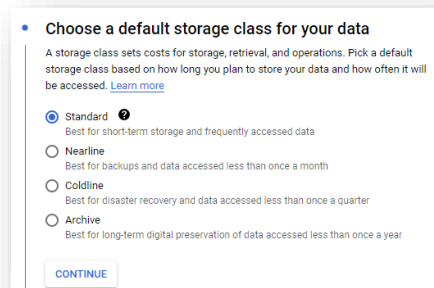 Choose a default storage class for your data
A storage class sets costs for storage, retrieval, and operations. Pick a default
storage class based on how long you plan to store your data and how often it will
be accessed. Learn more
Standard ?
Best for short-term storage and frequently accessed data
Nearline
Best for backups and data accessed less than once a month
Coldline
Best for disaster recovery and data accessed less than once a quarter
Archive
Best for long-term digital preservation of data accessed less than once a year
CONTINUE